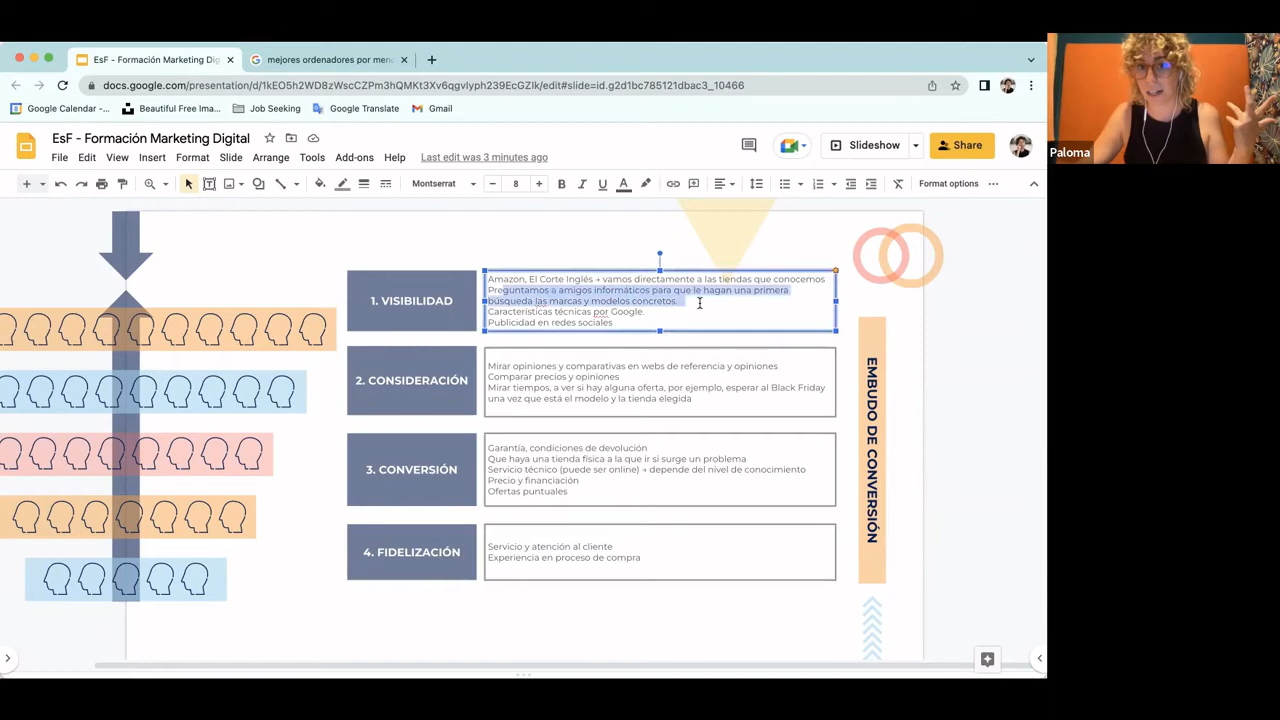 EsF - Formación Marketing Dig
mejores ordenadores por meno
docs.google.com/presentation/d/1kEO5h2WD8zWscCZPm3hQMKt3Xv6qgvIyph239EcGZIk/edit#slide=id.g2d1bc785121dbac3_10466
Google Calendar -...
Beautiful Free Ima...
Job Seeking
Google Translate
Gmail
EsF - Formación Marketing Digital
File Edit View Insert Format Slide Arrange Tools Add-ons Help Last edit was 3 minutes ago
Slideshow
Share
Montserrat
8
Format options
Paloma
1. VISIBILIDAD
Amazon, El Corte Inglés → vamos directamente a las tiendas que conocemos
Preguntamos a amigos informáticos para que le hagan una primera
búsqueda las marcas y modelos concretos.
Características técnicas por Google.
Publicidad en redes sociales
2. CONSIDERACIÓN
Mirar opiniones y comparativas en webs de referencia y opiniones
Comparar precios y opiniones
Mirar tiempos, a ver si hay alguna oferta, por ejemplo, esperar al Black Friday
una vez que está el modelo y la tienda elegida
3. CONVERSIÓN
Garantía, condiciones de devolución
Que haya una tienda física a la que ir si surge un problema
Servicio técnico (puede ser online) → depende del nivel de conocimiento
Precio y financiación
Ofertas puntuales
4. FIDELIZACIÓN
Servicio y atención al cliente
Experiencia en proceso de compra
EMBUDO DE CONVERSIÓN